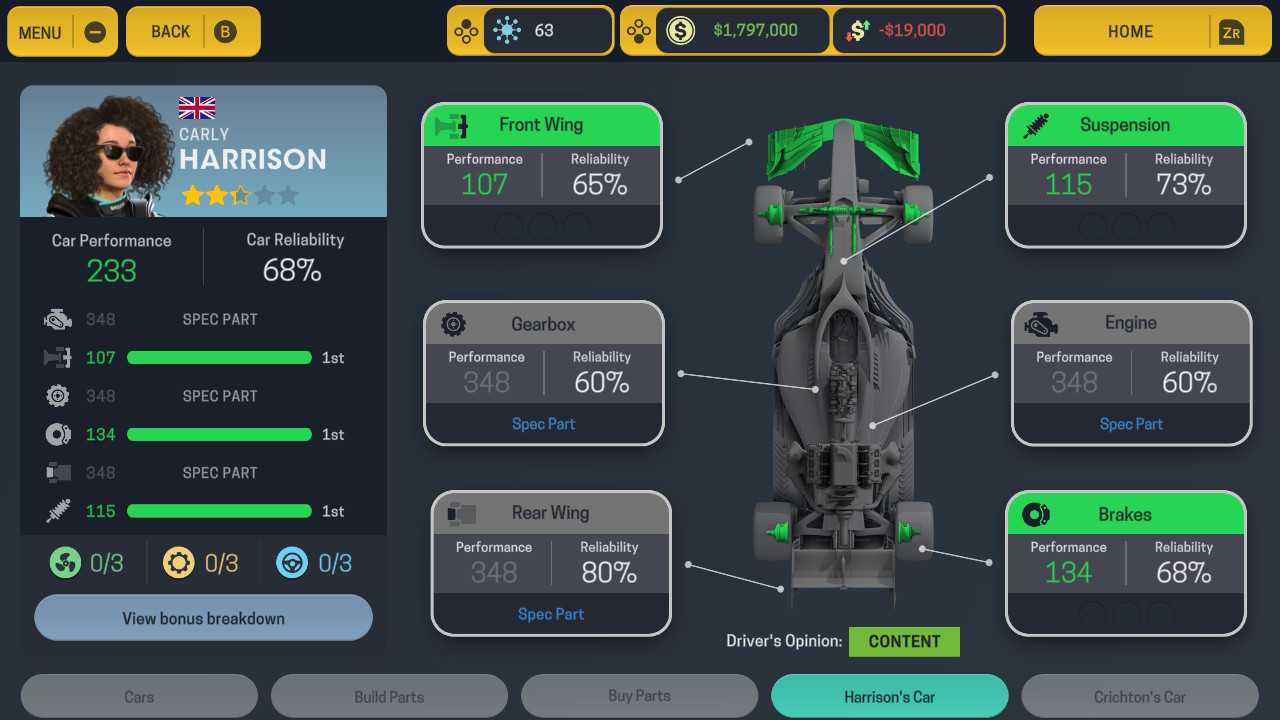 MENU
BACK B
63
$1,797,000
-$19,000
HOME ZR
CARLY
HARRISON
Car Performance
233
Car Reliability
68%
348 SPEC PART
107 1st
348 SPEC PART
134 1st
348 SPEC PART
115 1st
0/3 0/3 0/3
View bonus breakdown
Front Wing
Performance Reliability
107 65%
Suspension
Performance Reliability
115 73%
Gearbox
Performance Reliability
348 60%
Spec Part
Engine
Performance Reliability
348 60%
Spec Part
Rear Wing
Performance Reliability
348 80%
Spec Part
Brakes
Performance Reliability
134 68%
Driver's Opinion: CONTENT
Cars
Build Parts
Buy Parts
Harrison's Car
Crichton's Car